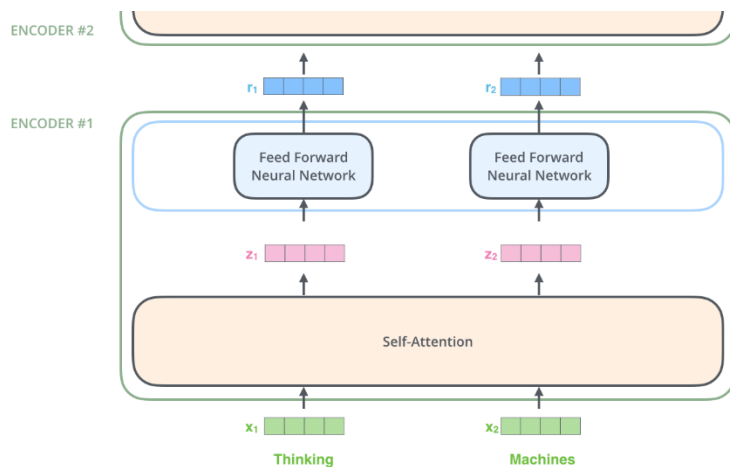 ENCODER #2
r₁
r₂
ENCODER #1
Feed Forward
Neural Network
Feed Forward
Neural Network
z₁
z₂
Self-Attention
x₁
x₂
Thinking
Machines